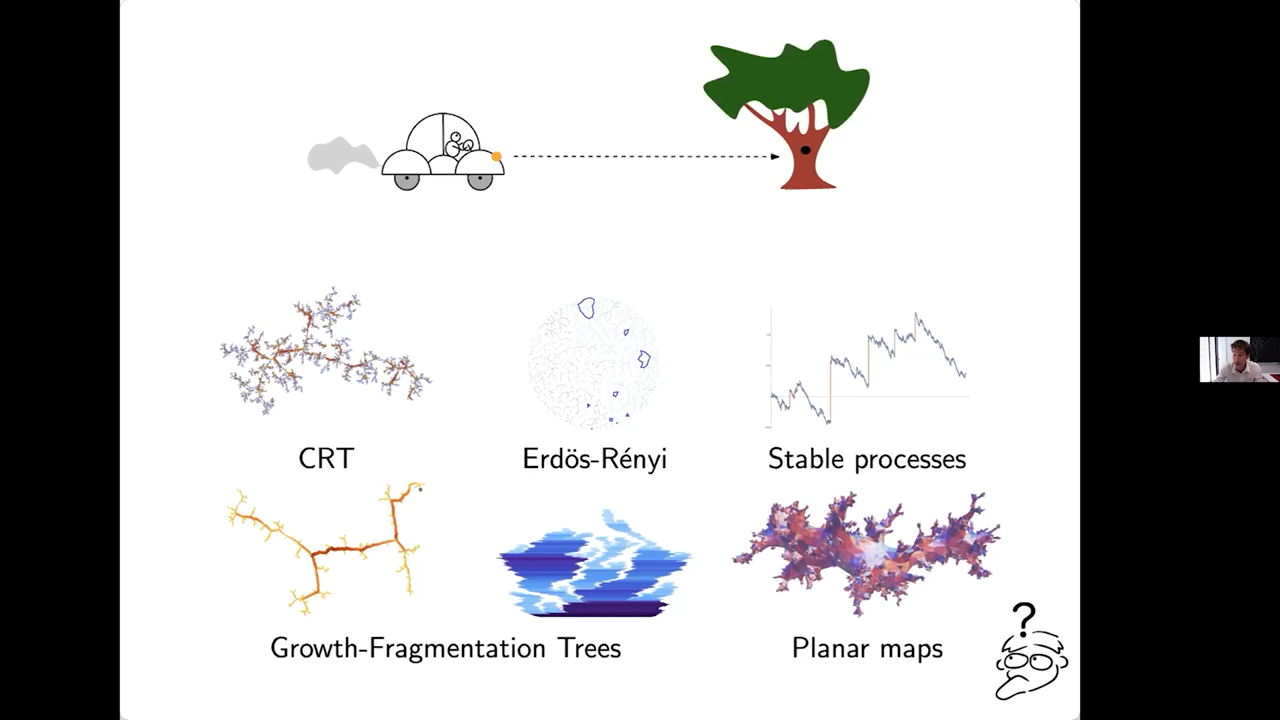 CRT
Erdös-Rényi
Stable processes
Growth-Fragmentation Trees
Planar maps
?